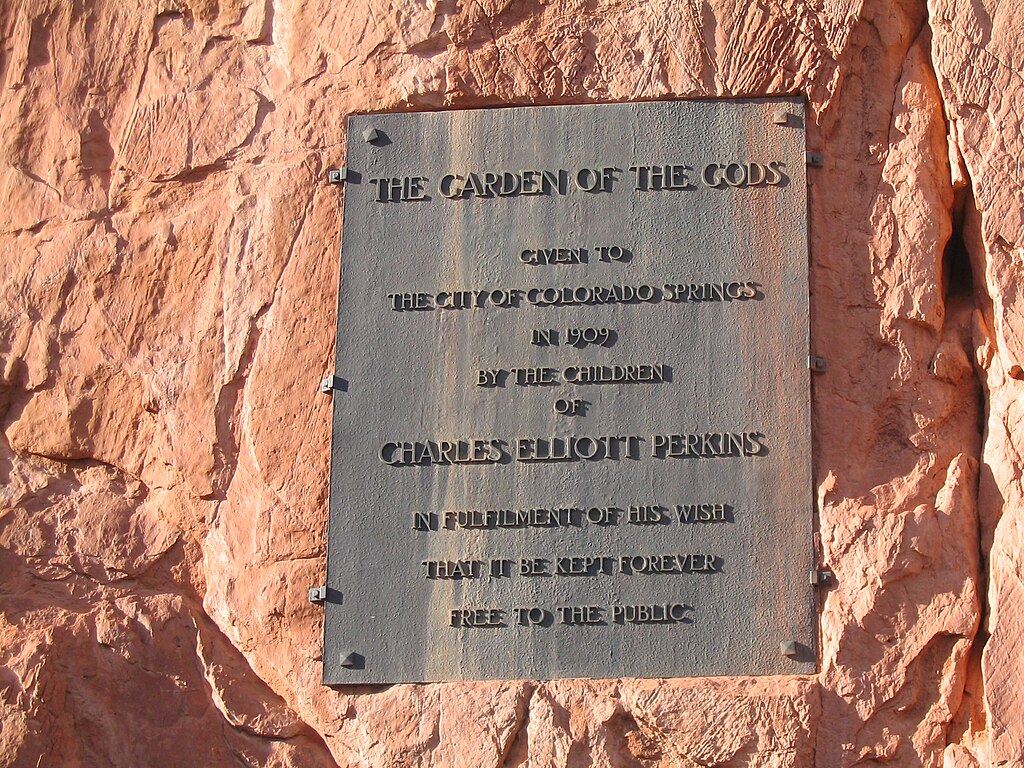 THE GARDEN OF THE GODS
GIVEN TO
THE CITY OF COLORADO SPRINGS
IN 1909
BY THE CHILDREN
OF
CHARLES ELLIOTT PERKINS
IN FULFILMENT OF HIS WISH
THAT IT BE KEPT FOREVER
FREE TO THE PUBLIC